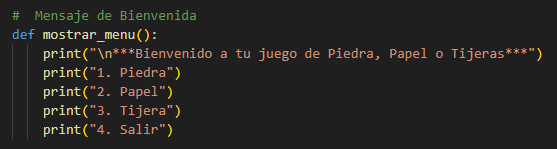 #  Mensaje de Bienvenida
def mostrar_menu():
    print("\n***Bienvenido a tu juego de Piedra, Papel o Tijeras***")
    print("1. Piedra")
    print("2. Papel")
    print("3. Tijera")
    print("4. Salir")